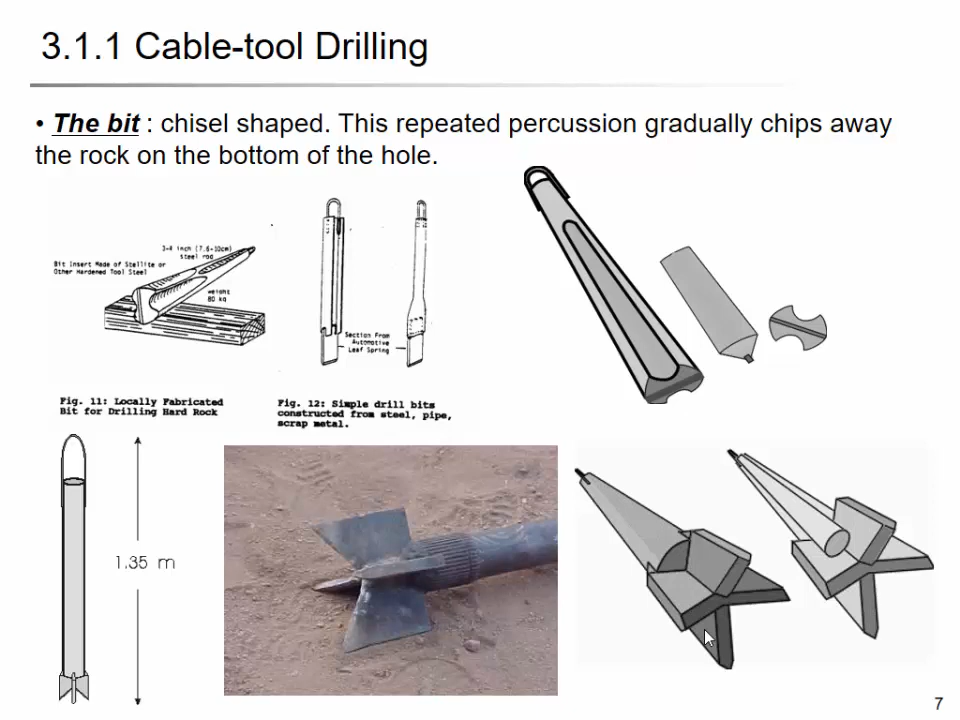 3.1.1 Cable-tool Drilling
• The bit : chisel shaped. This repeated percussion gradually chips away
the rock on the bottom of the hole.
3-4 inch (7.6-10cm)
steel rod
Bit Insert Made of Stellite or
Other Hardened Tool Steel
weight
80 kg
Section From
Automotive
Leaf Spring
Fig. 11: Locally Fabricated
Bit for Drilling Hard Rock
Fig. 12: Simple drill bits
constructed from steel, pipe,
scrap metal.
1.35 m
7